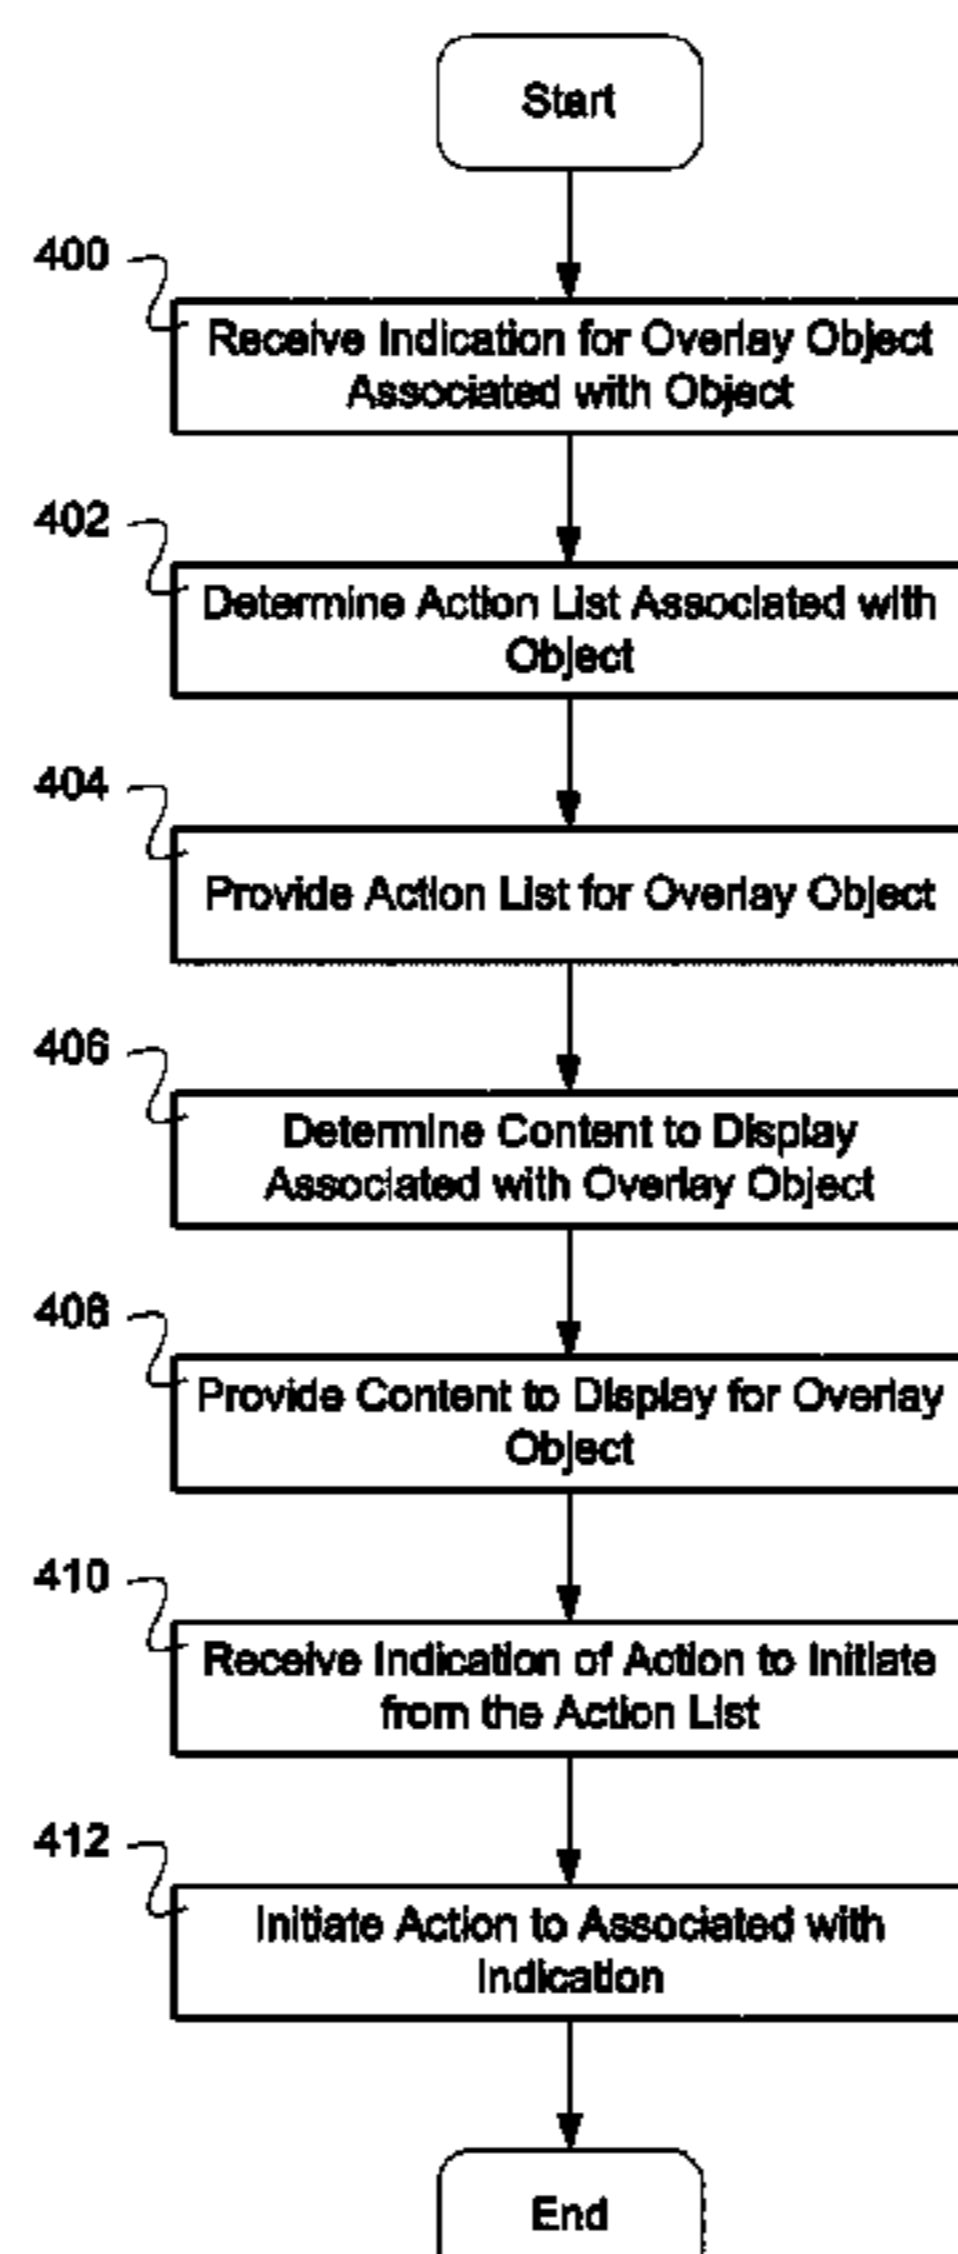 Start
400
Receive Indication for Overlay Object
Associated with Object
402
Determine Action List Associated with
Object
404
Provide Action List for Overlay Object
406
Determine Content to Display
Associated with Overlay Object
408
Provide Content to Display for Overlay
Object
410
Receive Indication of Action to Initiate
from the Action List
412
Initiate Action to Associated with
Indication
End